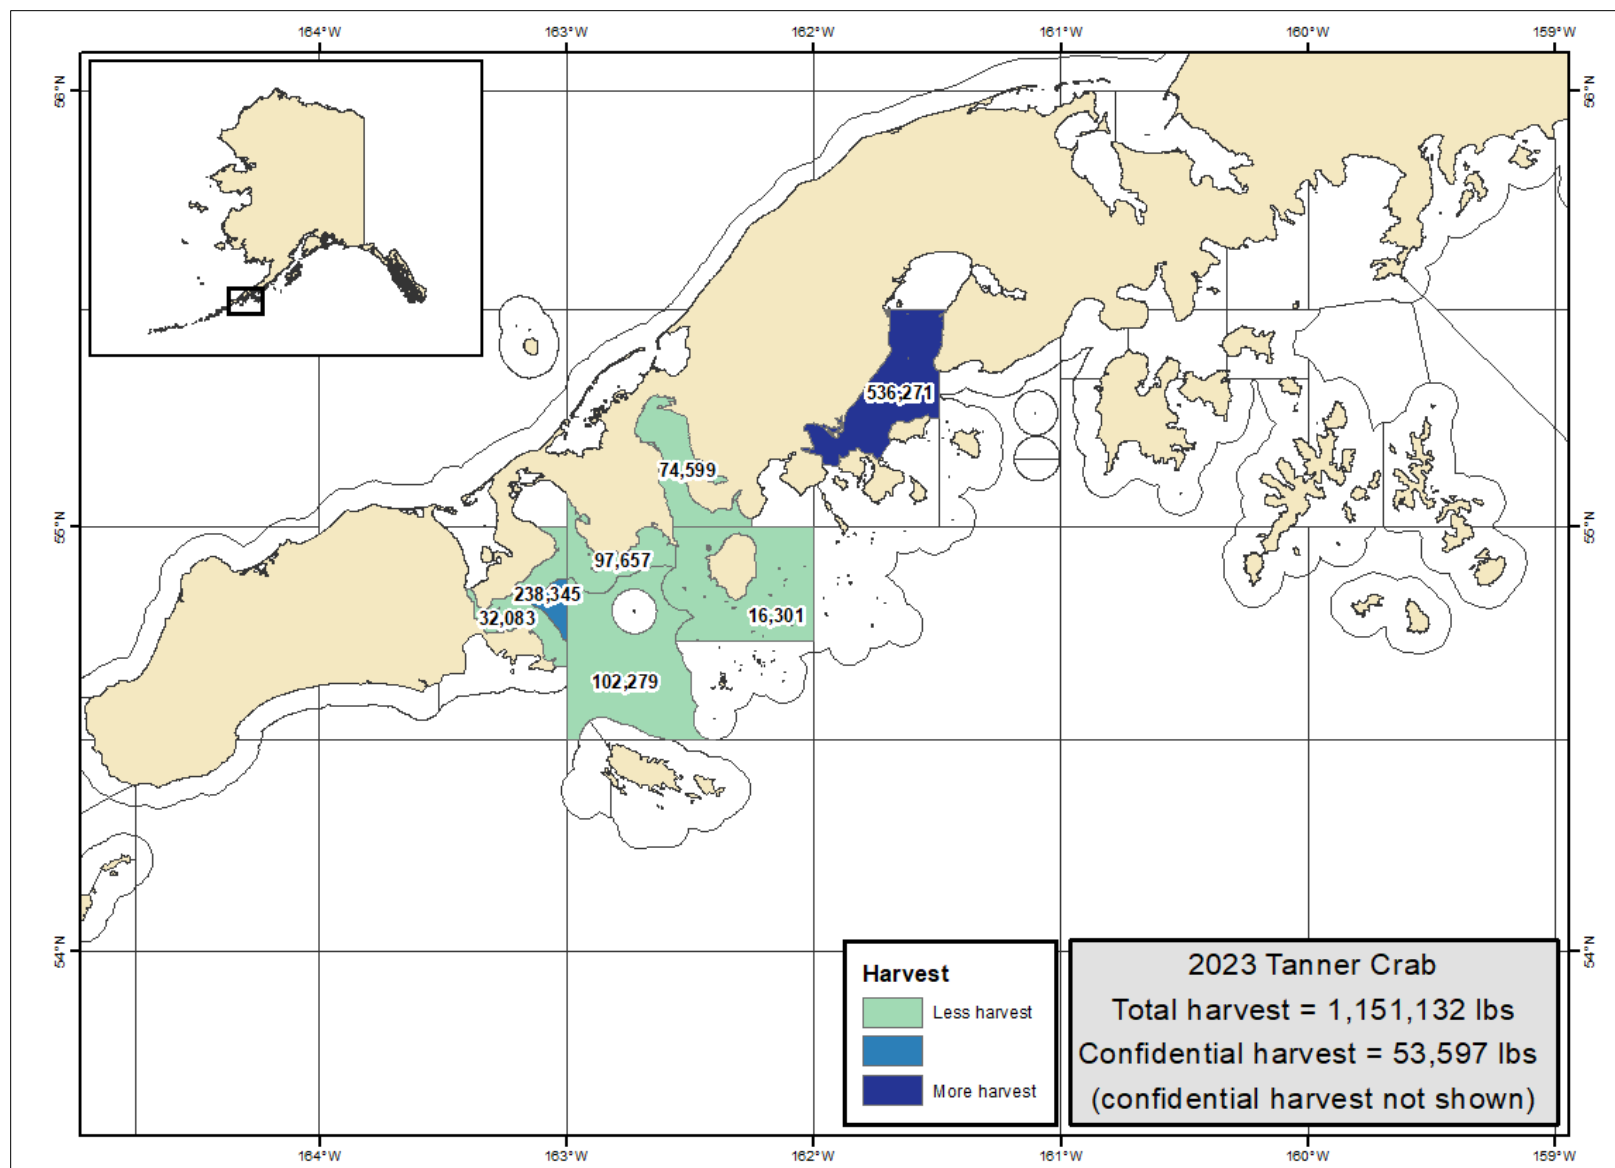 164°W 163°W 162°W 161°W 160°W 159°W
56°N 56°N
536,271
74,599
55°N 55°N
97,657
238,345
32,083
16,301
102,279
54°N 54°N
Harvest
Less harvest
More harvest
2023 Tanner Crab
Total harvest = 1,151,132 lbs
Confidential harvest = 53,597 lbs
(confidential harvest not shown)
164°W 163°W 162°W 161°W 160°W 159°W